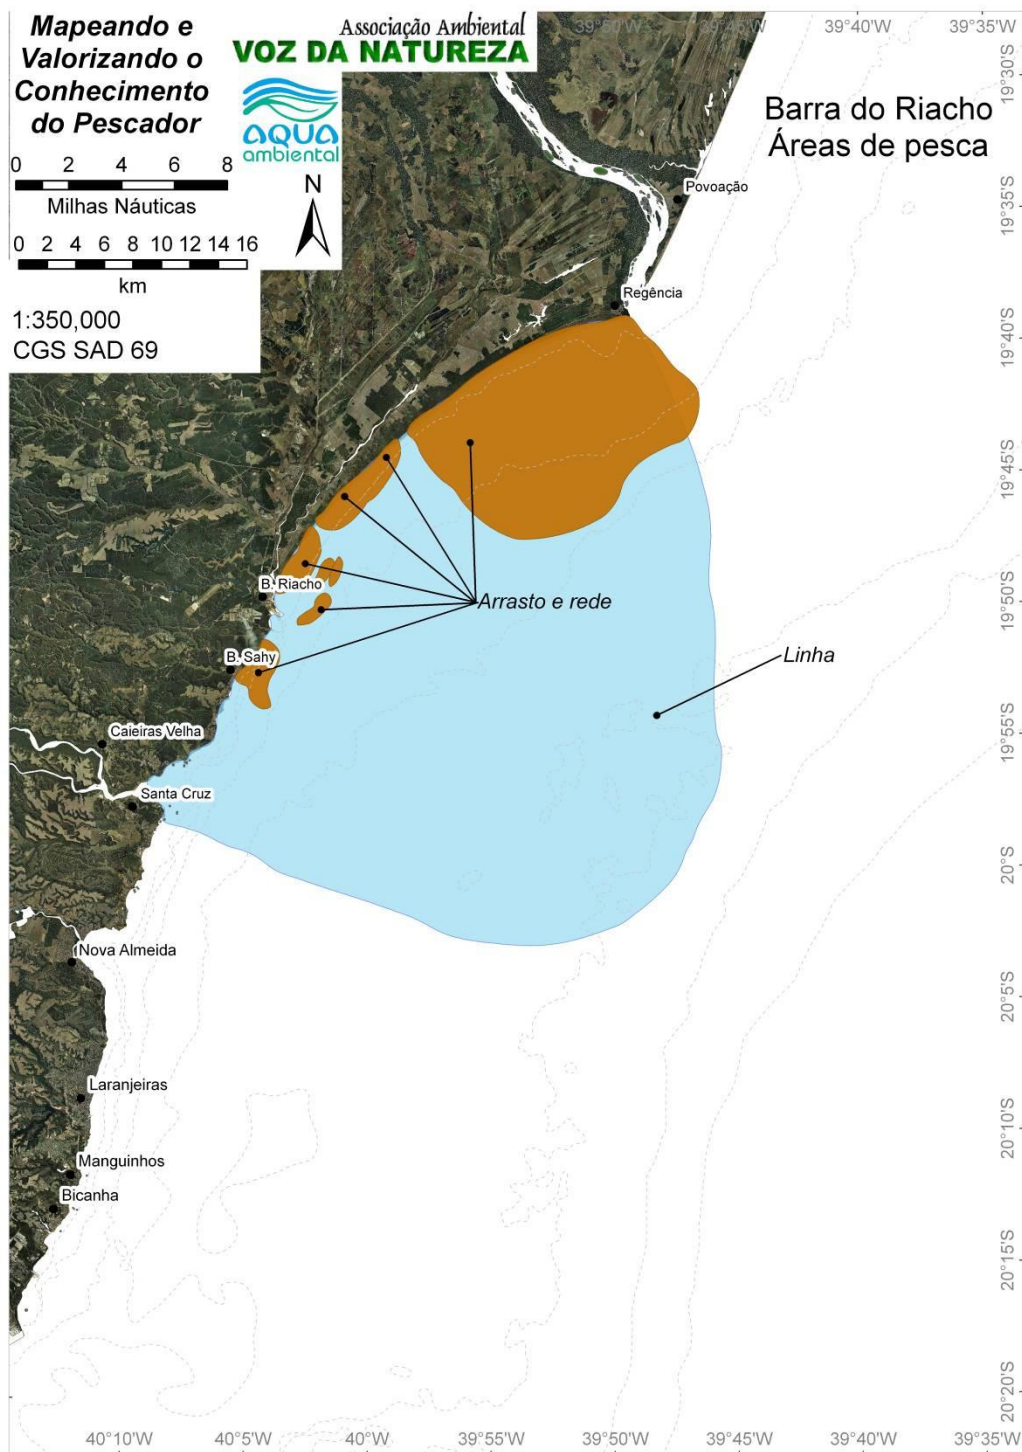 Mapeando e
Valorizando o
Conhecimento
do Pescador
Associação Ambiental
VOZ DA NATUREZA
AQUA
ambiental
0 2 4 6 8
Milhas Náuticas
0 2 4 6 8 10 12 14 16
km
1:350,000
CGS SAD 69
N
Barra do Riacho
Áreas de pesca
39°50'W 39°45'W 39°40'W 39°35'W
19°30'S
19°35'S
19°40'S
19°45'S
19°50'S
19°55'S
20°S
20°5'S
20°10'S
20°15'S
20°20'S
Povoação
Regência
B. Riacho
Arrasto e rede
B. Sahy
Linha
Caieiras Velha
Santa Cruz
Nova Almeida
Laranjeiras
Manguinhos
Bicanha
40°10'W 40°5'W 40°W 39°55'W 39°50'W 39°45'W 39°40'W 39°35'W